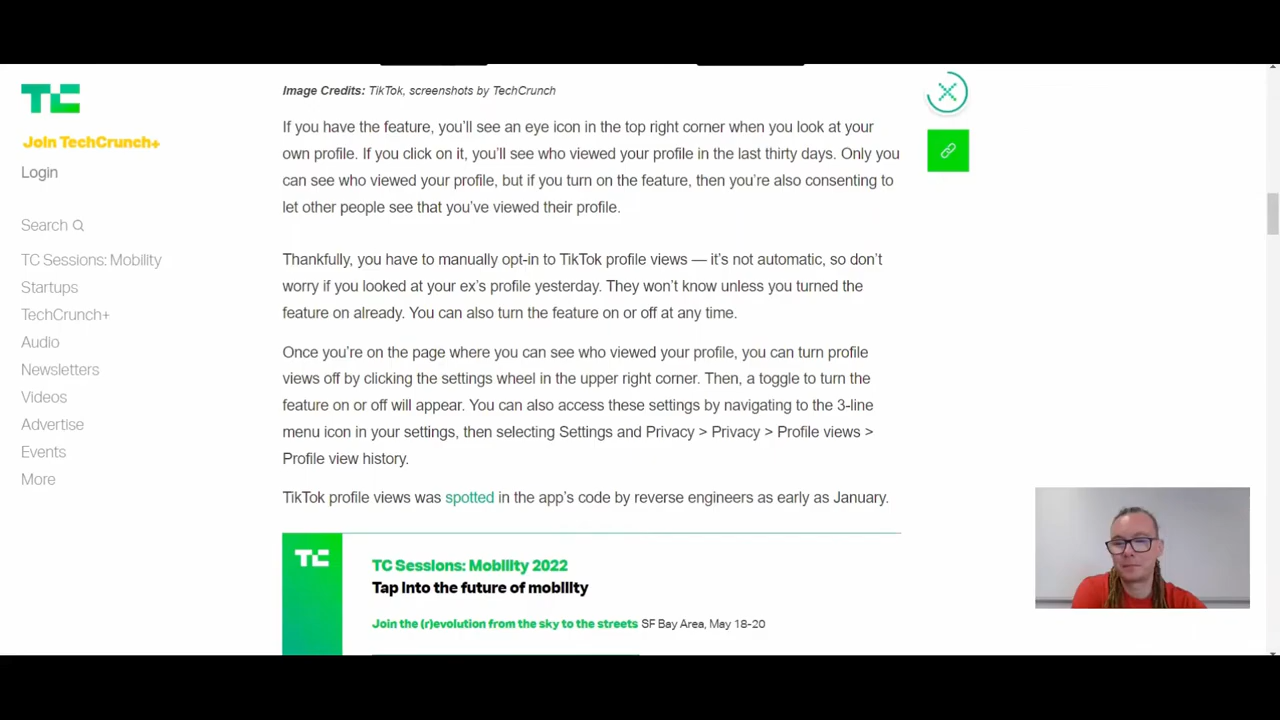 TC
Join TechCrunch+
Login
Search
TC Sessions: Mobility
Startups
TechCrunch+
Audio
Newsletters
Videos
Advertise
Events
More
Image Credits: TikTok, screenshots by TechCrunch
If you have the feature, you’ll see an eye icon in the top right corner when you look at your
own profile. If you click on it, you’ll see who viewed your profile in the last thirty days. Only you
can see who viewed your profile, but if you turn on the feature, then you’re also consenting to
let other people see that you’ve viewed their profile.
Thankfully, you have to manually opt-in to TikTok profile views — it’s not automatic, so don’t
worry if you looked at your ex’s profile yesterday. They won’t know unless you turned the
feature on already. You can also turn the feature on or off at any time.
Once you’re on the page where you can see who viewed your profile, you can turn profile
views off by clicking the settings wheel in the upper right corner. Then, a toggle to turn the
feature on or off will appear. You can also access these settings by navigating to the 3-line
menu icon in your settings, then selecting Settings and Privacy > Privacy > Profile views >
Profile view history.
TikTok profile views was spotted in the app’s code by reverse engineers as early as January.
TC
TC Sessions: Mobility 2022
Tap into the future of mobility
Join the (r)evolution from the sky to the streets SF Bay Area, May 18-20